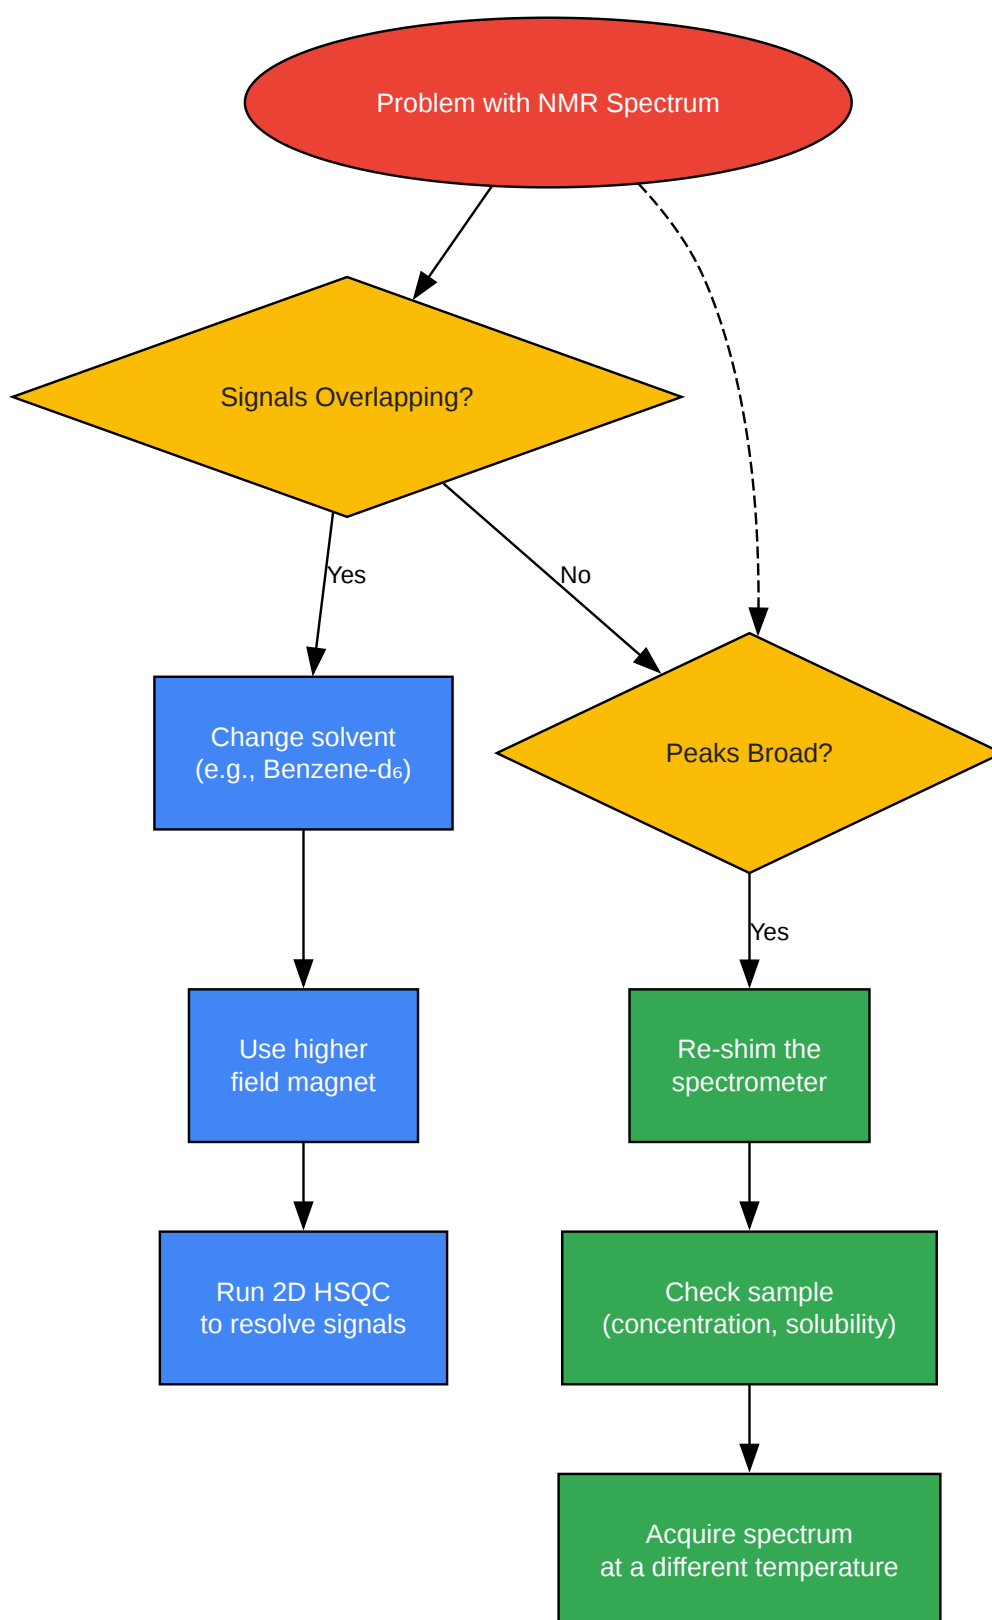 Problem with NMR Spectrum
Signals Overlapping?
Yes
No
Change solvent
(e.g., Benzene-d₆)
Peaks Broad?
Yes
Use higher
field magnet
Re-shim the
spectrometer
Run 2D HSQC
to resolve signals
Check sample
(concentration, solubility)
Acquire spectrum
at a different temperature